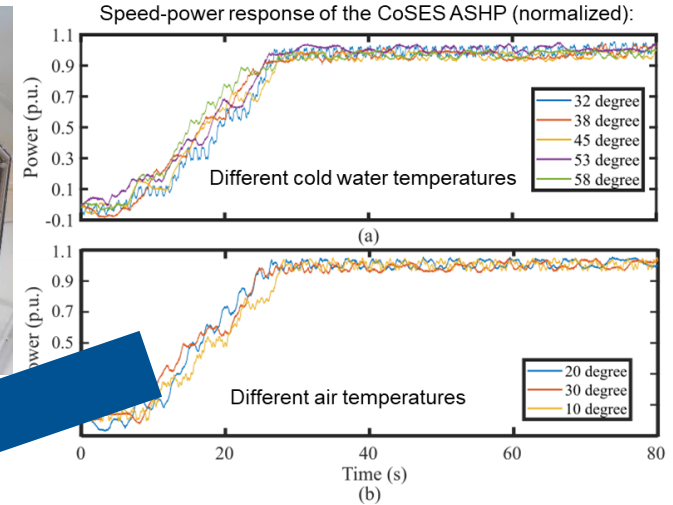 Speed-power response of the CoSES ASHP (normalized):
1.1
0.9
0.7
0.5
0.3
0.1
-0.1
Power (p.u.)
32 degree
38 degree
45 degree
53 degree
58 degree
Different cold water temperatures
(a)
1.1
0.9
0.7
0.5
(p.u.)
20 degree
30 degree
10 degree
Different air temperatures
0 20 40 60 80
Time (s)
(b)